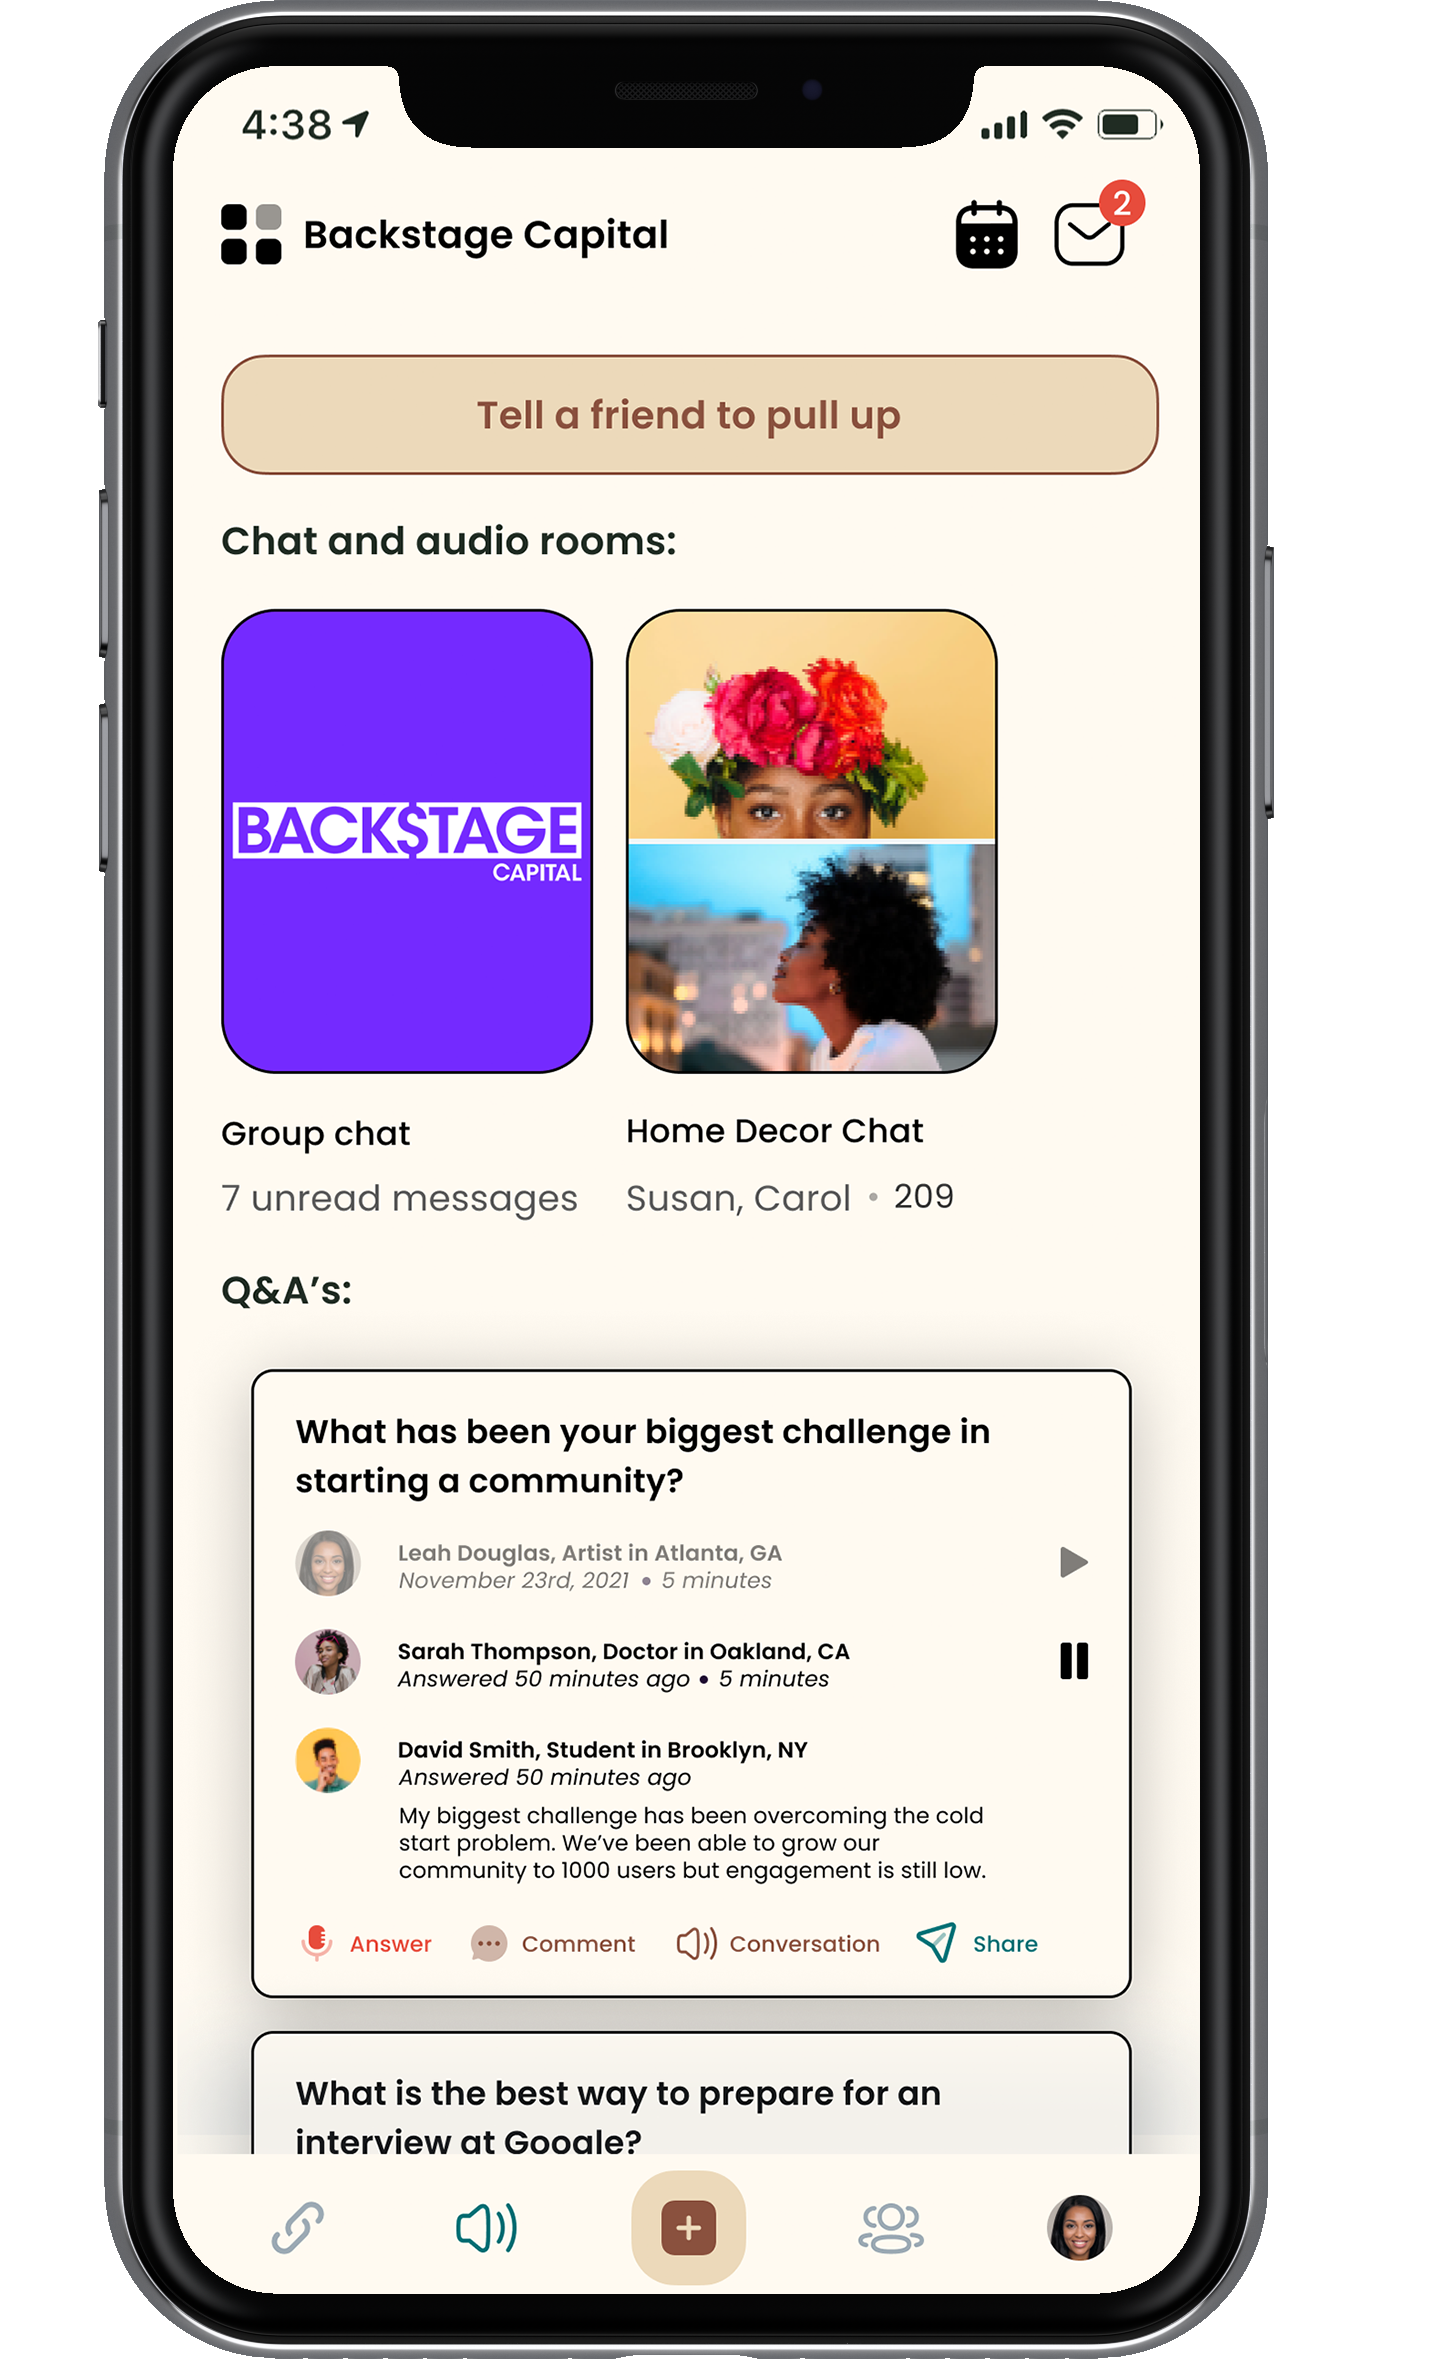 4:38
Backstage Capital
2
Tell a friend to pull up
Chat and audio rooms:
BACK$TAGE
CAPITAL
Group chat
Home Decor Chat
7 unread messages
Susan, Carol • 209
Q&A’s:
What has been your biggest challenge in
starting a community?
Leah Douglas, Artist in Atlanta, GA
November 23rd, 2021 • 5 minutes
Sarah Thompson, Doctor in Oakland, CA
Answered 50 minutes ago • 5 minutes
David Smith, Student in Brooklyn, NY
Answered 50 minutes ago
My biggest challenge has been overcoming the cold
start problem. We’ve been able to grow our
community to 1000 users but engagement is still low.
Answer
Comment
Conversation
Share
What is the best way to prepare for an
interview at Google?